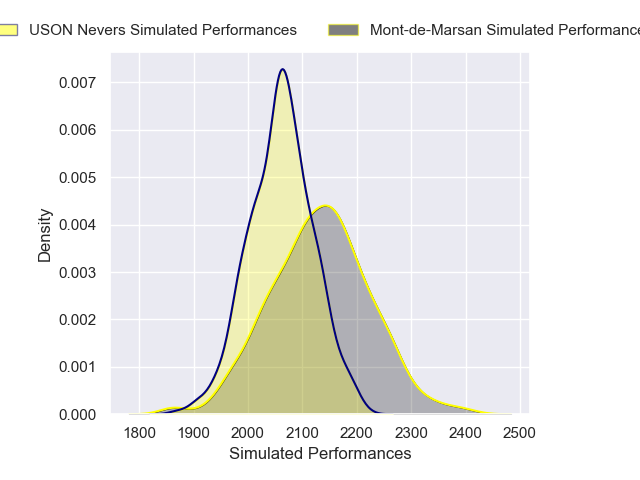 USON Nevers Simulated Performances Mont-de-Marsan Simulated Performance
0.007
0.006
0.005
0.004
0.003
0.002
0.001
0.000
Density
1800 1900 2000 2100 2200 2300 2400 2500
Simulated Performances